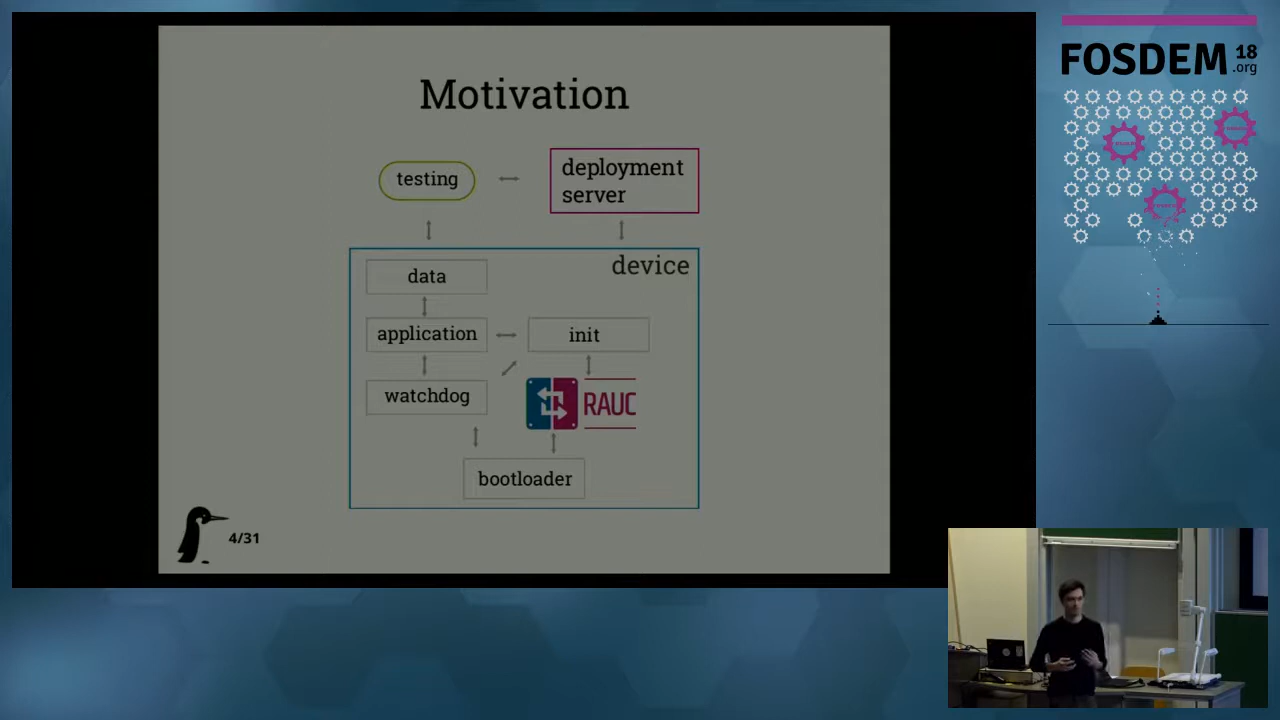 Motivation
testing
deployment
server
device
data
application
init
watchdog
RAUC
bootloader
4/31
FOSDEM 18
.org